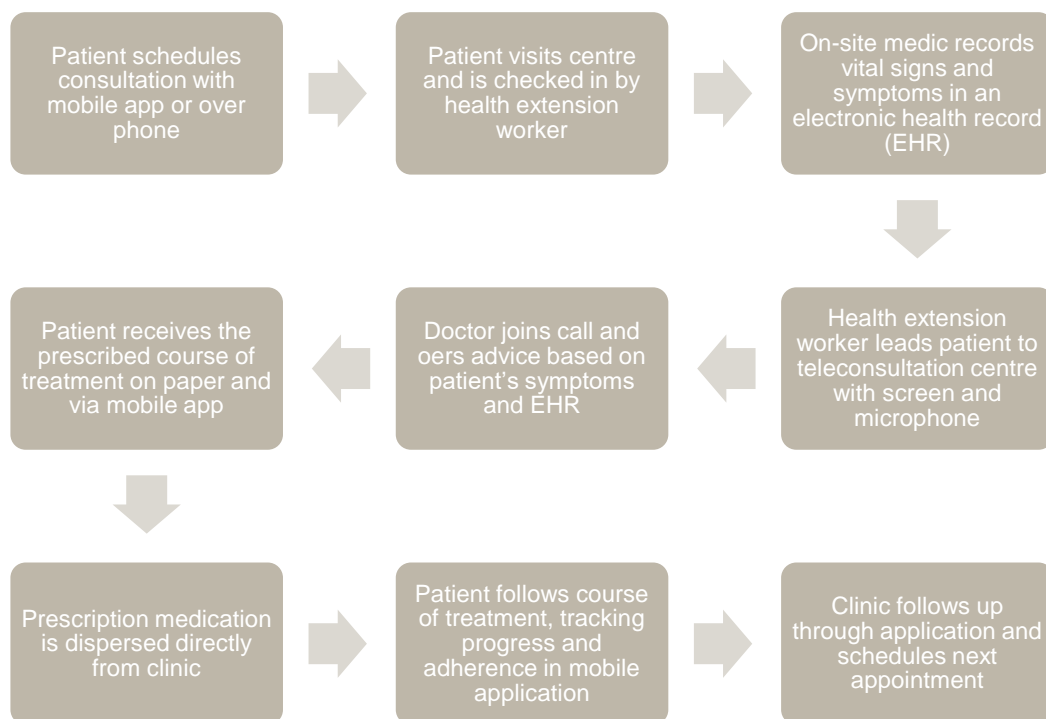 Patient schedules
consultation with
mobile app or over
phone
Patient visits centre
and is checked in by
health extension
worker
On-site medic records
vital signs and
symptoms in an
electronic health record
(EHR)
Health extension
worker leads patient to
teleconsultation centre
with screen and
microphone
Doctor joins call and
oers advice based on
patient’s symptoms
and EHR
Patient receives the
prescribed course of
treatment on paper and
via mobile app
Prescription medication
is dispersed directly
from clinic
Patient follows course
of treatment, tracking
progress and
adherence in mobile
application
Clinic follows up
through application and
schedules next
appointment